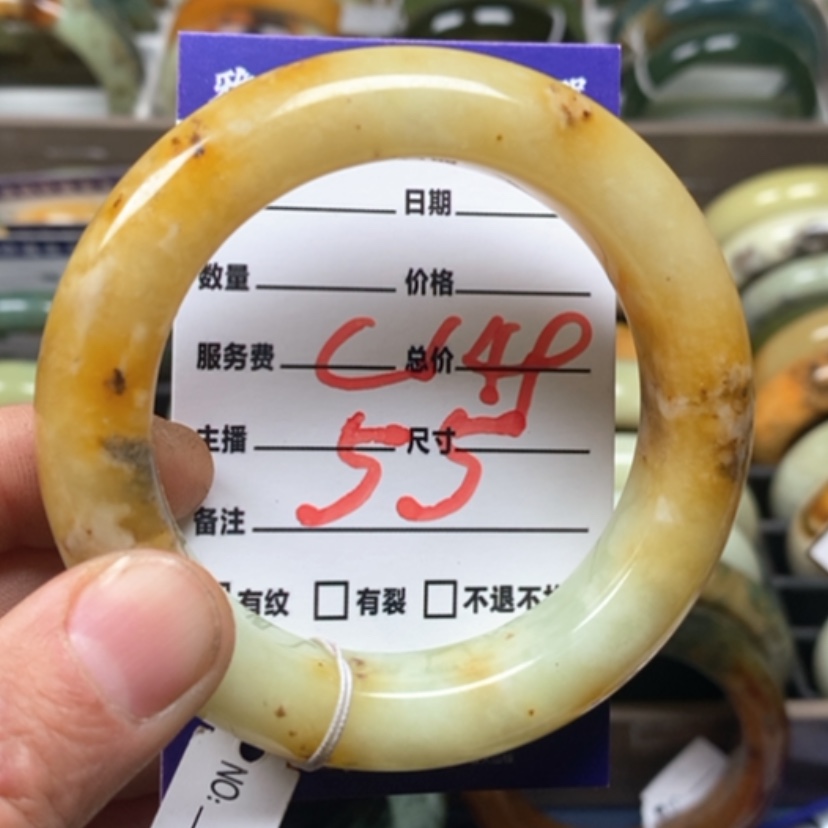 日期
数量 价格
服务费 总价
C149
主播 尺寸
55
备注
有纹 有裂 不退不
NO: